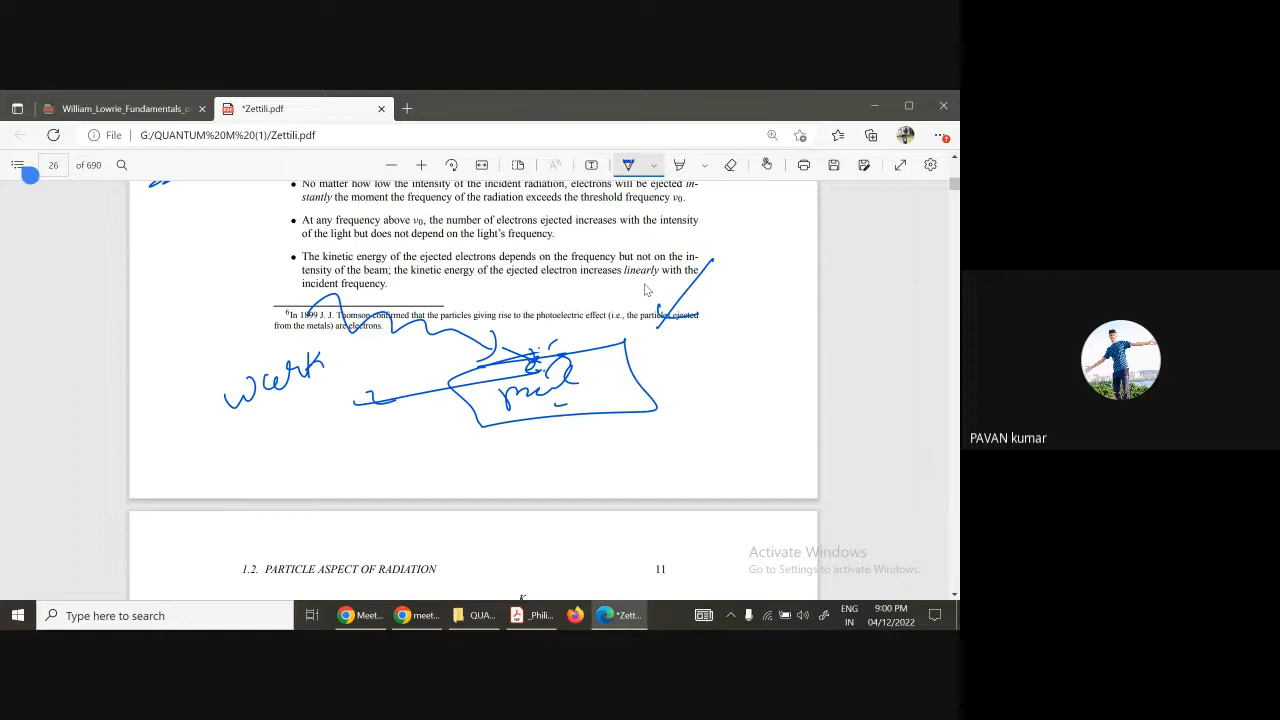 William_Lowrie_Fundamentals_o
*Zettili.pdf
File
G:/QUANTUM%20M%20(1)/Zettili.pdf
26 of 690
• No matter how low the intensity of the incident radiation, electrons will be ejected in-
stantly the moment the frequency of the radiation exceeds the threshold frequency ν0.
• At any frequency above ν0, the number of electrons ejected increases with the intensity
of the light but does not depend on the light's frequency.
• The kinetic energy of the ejected electrons depends on the frequency but not on the in-
tensity of the beam; the kinetic energy of the ejected electron increases linearly with the
incident frequency.
6In 1899 J. J. Thomson confirmed that the particles giving rise to the photoelectric effect (i.e., the particles ejected
from the metals) are electrons.
work
1.2. PARTICLE ASPECT OF RADIATION 11
K
Activate Windows
Go to Settings to activate Windows.
PAVAN kumar
Type here to search
Meet...
meet...
QUA...
_Phili...
*Zett...
ENG
IN
9:00 PM
04/12/2022